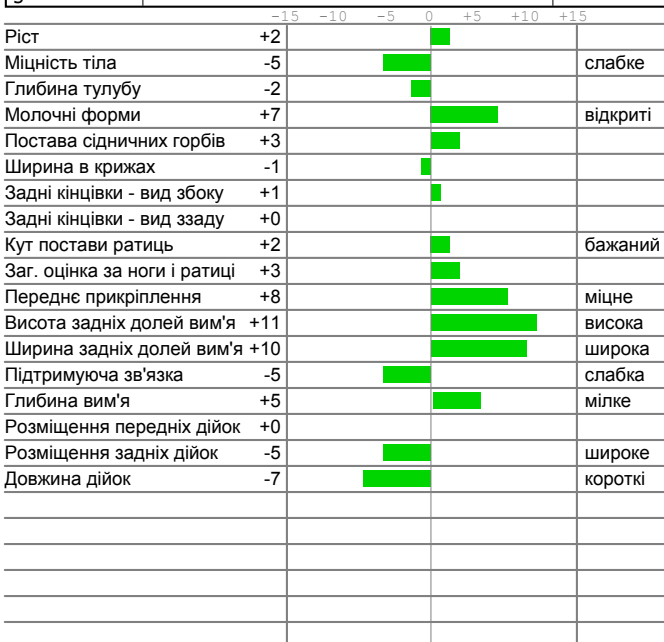 -15 -10 -5 0 +5 +10 +15
Ріст +2
Міцність тіла -5 слабке
Глибина тулубу -2
Молочні форми +7 відкриті
Постава сідничних горбів +3
Ширина в крижах -1
Задні кінцівки - вид збоку +1
Задні кінцівки - вид ззаду +0
Кут постави ратиць +2 бажаний
Заг. оцінка за ноги і ратиці +3
Переднє прикріплення +8 міцне
Висота задніх долей вим'я +11 висока
Ширина задніх долей вим'я +10 широка
Підтримуюча зв'язка -5 слабка
Глибина вим'я +5 мілке
Розміщення передніх дійок +0
Розміщення задніх дійок -5 широке
Довжина дійок -7 короткі